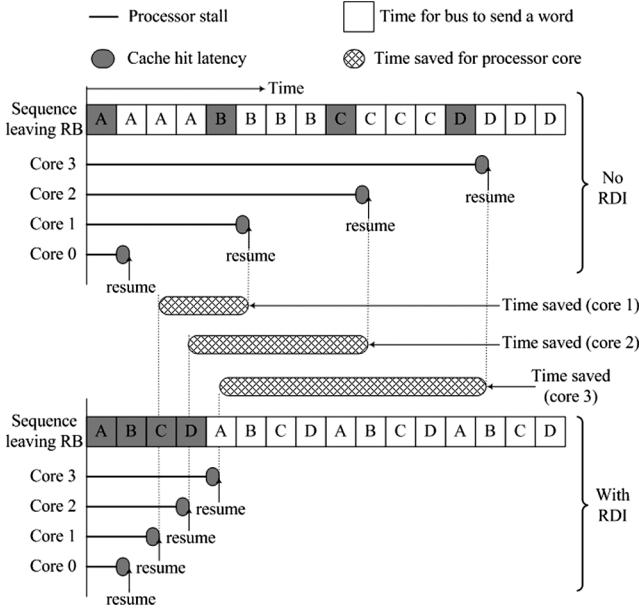 Processor stall
Time for bus to send a word
Cache hit latency
Time saved for processor core
Time
Sequence
leaving RB
A A A A B B B B C C C C D D D D
Core 3
resume
Core 2
resume
Core 1
resume
Core 0
resume
No
RDI
Time saved (core 1)
Time saved (core 2)
Time saved
(core 3)
Sequence
leaving RB
A B C D A B C D A B C D A B C D
Core 3
resume
Core 2
resume
Core 1
resume
Core 0
resume
With
RDI